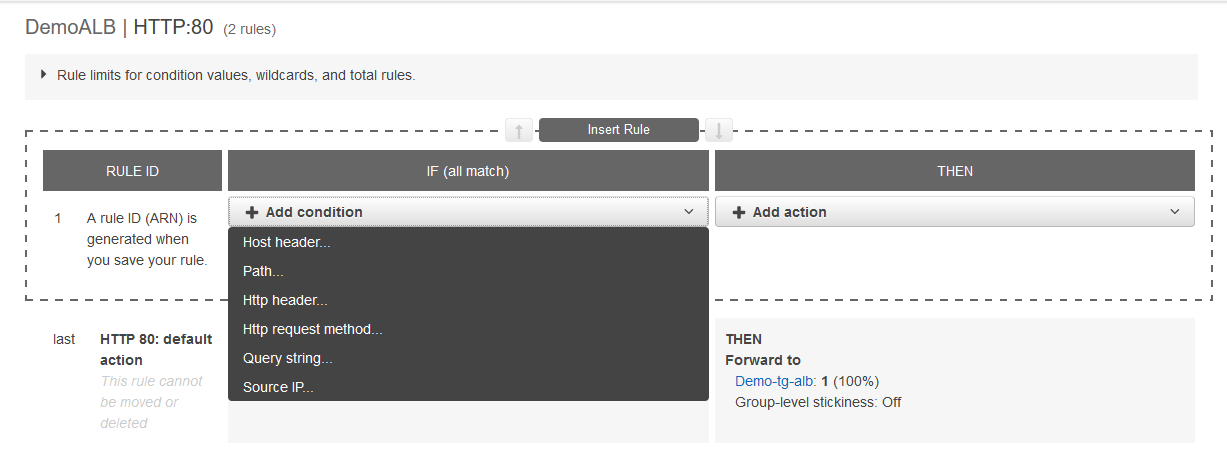 DemoALB | HTTP:80 (2 rules)
Rule limits for condition values, wildcards, and total rules.
Insert Rule
RULE ID
IF (all match)
THEN
1
A rule ID (ARN) is
generated when
you save your rule.
Add condition
Host header...
Path...
Http header...
Http request method...
Query string...
Source IP...
Add action
last
HTTP 80: default
action
This rule cannot
be moved or
deleted
THEN
Forward to
Demo-tg-alb: 1 (100%)
Group-level stickiness: Off